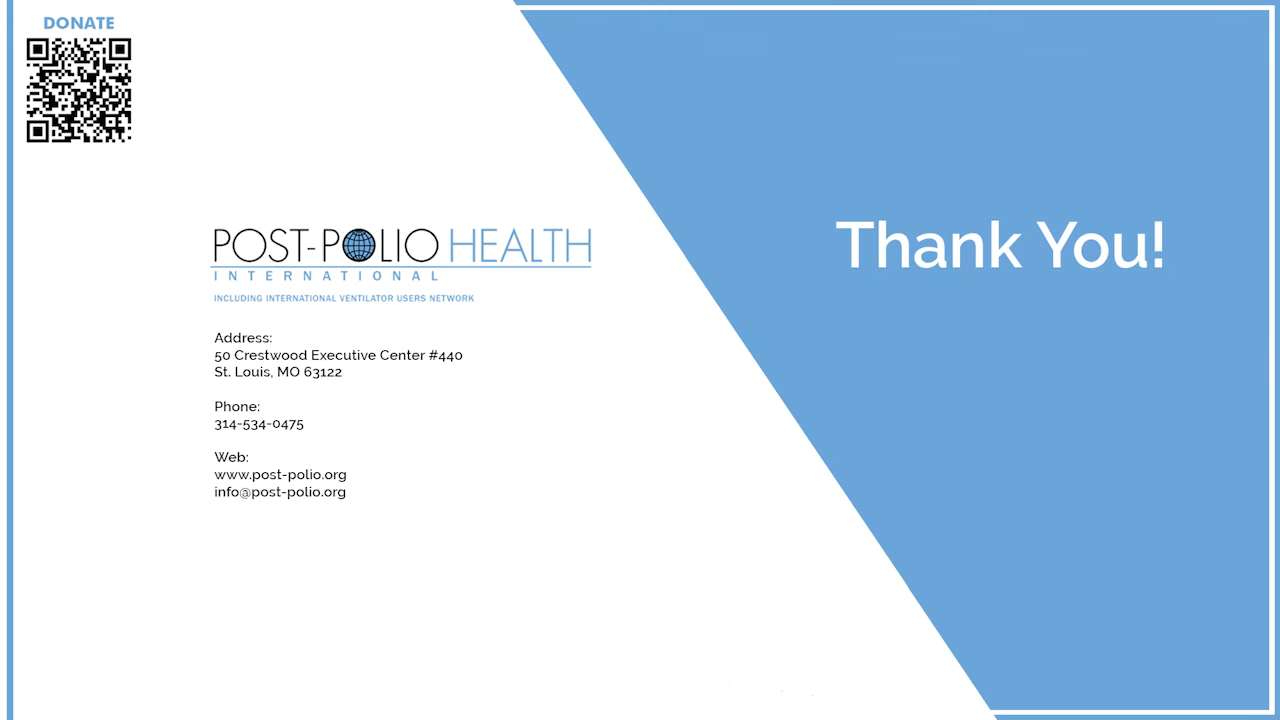 DONATE
POST-POLIO HEALTH
INTERNATIONAL
INCLUDING INTERNATIONAL VENTILATOR USERS NETWORK
Address:
50 Crestwood Executive Center #440
St. Louis, MO 63122
Phone:
314-534-0475
Web:
www.post-polio.org
info@post-polio.org
Thank You!